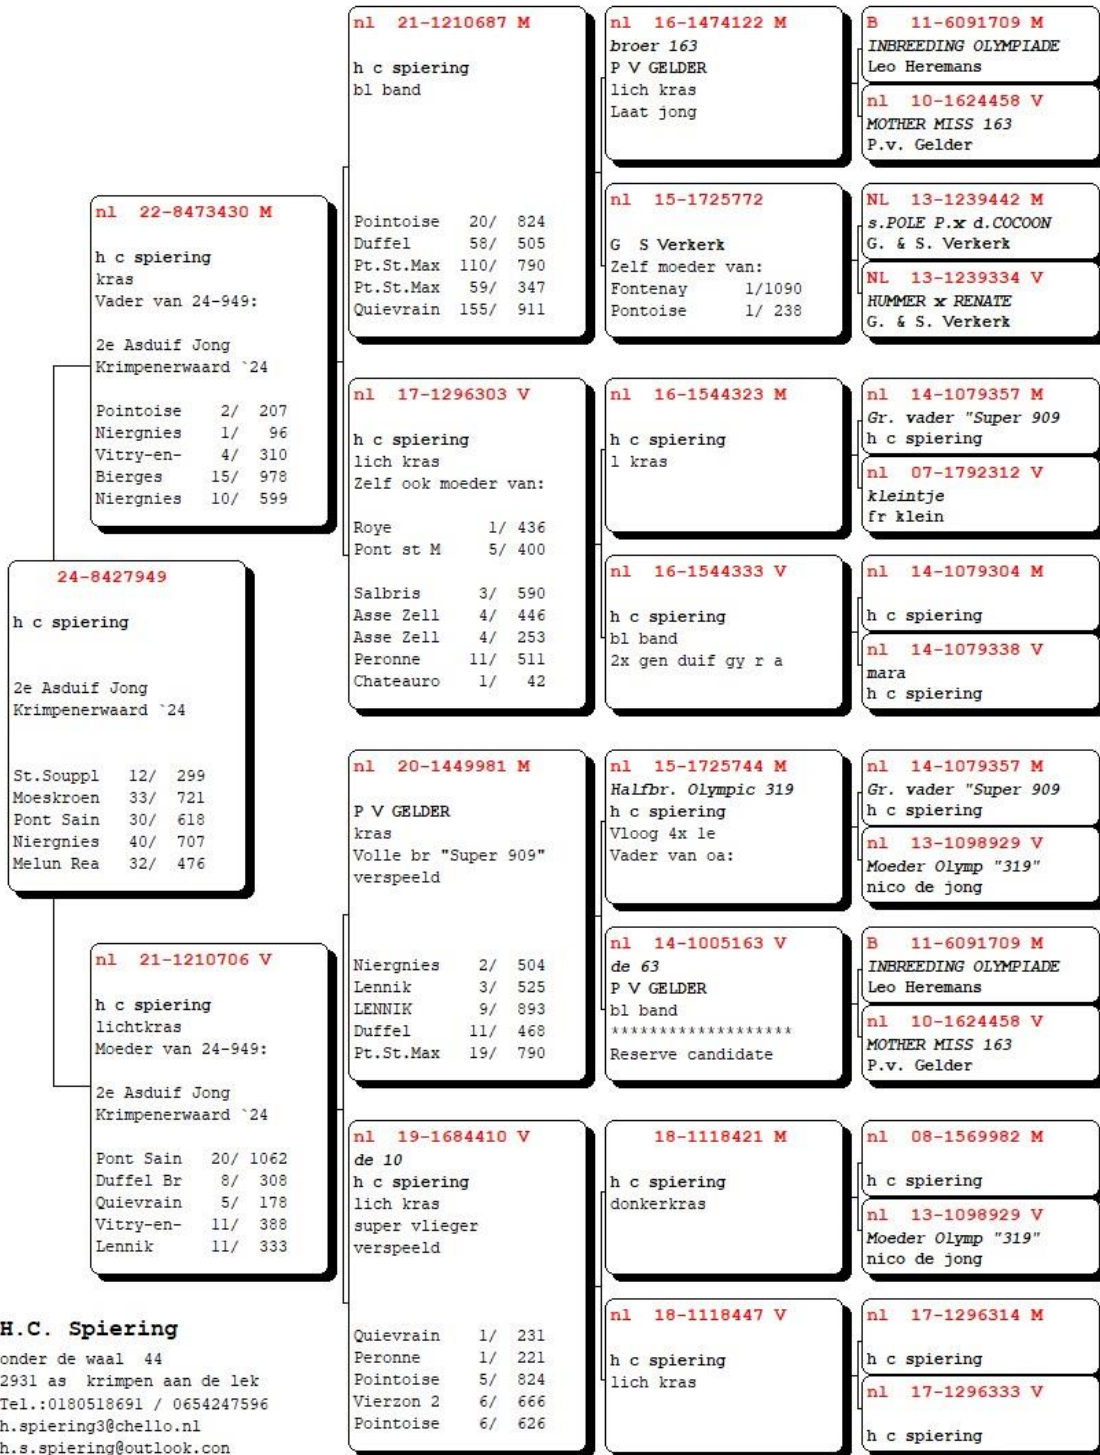 24-8427949
h c spiering
2e Asduif Jong
Krimpenerwaard `24
St.Souppl 12/ 299
Moeskroen 33/ 721
Pont Sain 30/ 618
Niergnies 40/ 707
Melun Rea 32/ 476
nl 22-8473430 M
h c spiering
kras
Vader van 24-949:
2e Asduif Jong
Krimpenerwaard `24
Pointoise 2/ 207
Niergnies 1/ 96
Vitry-en- 4/ 310
Bierges 15/ 978
Niergnies 10/ 599
nl 21-1210706 V
h c spiering
lichtkras
Moeder van 24-949:
2e Asduif Jong
Krimpenerwaard `24
Pont Sain 20/ 1062
Duffel Br 8/ 308
Quievrain 5/ 178
Vitry-en- 11/ 388
Lennik 11/ 333
nl 21-1210687 M
h c spiering
bl band
Pointoise 20/ 824
Duffel 58/ 505
Pt.St.Max 110/ 790
Pt.St.Max 59/ 347
Quievrain 155/ 911
nl 17-1296303 V
h c spiering
lich kras
Zelf ook moeder van:
Roye 1/ 436
Pont st M 5/ 400
Salbris 3/ 590
Asse Zell 4/ 446
Asse Zell 4/ 253
Peronne 11/ 511
Chateauro 1/ 42
nl 20-1449981 M
P V GELDER
kras
Volle br "Super 909"
verspeeld
Niergnies 2/ 504
Lennik 3/ 525
LENNIK 9/ 893
Duffel 11/ 468
Pt.St.Max 19/ 790
nl 19-1684410 V
de 10
h c spiering
lich kras
super vlieger
verspeeld
Quievrain 1/ 231
Peronne 1/ 221
Pointoise 5/ 824
Vierzon 2 6/ 666
Pointoise 6/ 626
nl 16-1474122 M
broer 163
P V GELDER
lich kras
Laat jong
nl 15-1725772
G S Verkerk
Zelf moeder van:
Fontenay 1/1090
Pontoise 1/ 238
nl 16-1544323 M
h c spiering
l kras
nl 16-1544333 V
h c spiering
bl band
2x gen duif gy r a
nl 15-1725744 M
Halfbr. Olympic 319
h c spiering
Vloog 4x 1e
Vader van oa:
nl 14-1005163 V
de 63
P V GELDER
bl band
*******************
Reserve candidate
18-1118421 M
h c spiering
donkerkras
nl 18-1118447 V
h c spiering
lich kras
B 11-6091709 M
INBREEDING OLYMPIADE
Leo Heremans
nl 10-1624458 V
MOTHER MISS 163
P.v. Gelder
NL 13-1239442 M
s.POLE P.x d.COCOON
G. & S. Verkerk
NL 13-1239334 V
HUMMER x RENATE
G. & S. Verkerk
nl 14-1079357 M
Gr. vader "Super 909
h c spiering
nl 07-1792312 V
kleintje
fr klein
nl 14-1079304 M
h c spiering
nl 14-1079338 V
mara
h c spiering
nl 14-1079357 M
Gr. vader "Super 909
h c spiering
nl 13-1098929 V
Moeder Olymp "319"
nico de jong
B 11-6091709 M
INBREEDING OLYMPIADE
Leo Heremans
nl 10-1624458 V
MOTHER MISS 163
P.v. Gelder
nl 08-1569982 M
h c spiering
nl 13-1098929 V
Moeder Olymp "319"
nico de jong
nl 17-1296314 M
h c spiering
nl 17-1296333 V
h c spiering
H.C. Spiering
onder de waal 44
2931 as krimpen aan de lek
Tel.:0180518691 / 0654247596
h.spiering3@chello.nl
h.s.spiering@outlook.con